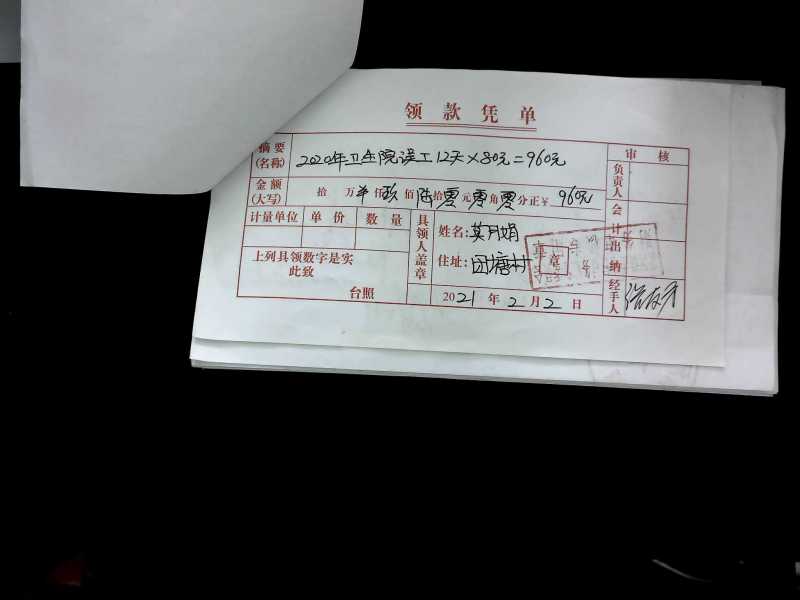 领款凭单
摘要(名称) 2020年卫生院误工12天×80元=960元
审核
金额(大写) 拾 万 仟玖佰陆拾零元零角零分正¥ 960元
负责人
计量单位 单价 数量
具领人盖章
姓名:莫月娟
会计
上列具领数字是实
此致
台照
住址:田塘村
章
出纳
2021年2月2日
经手人